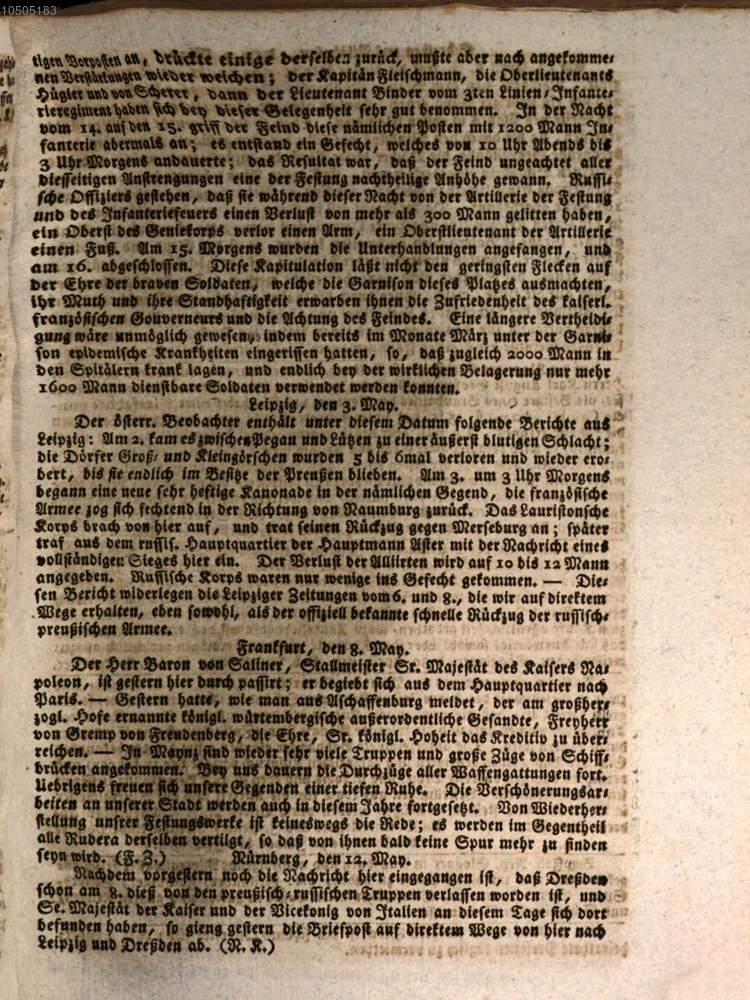 10505183
tigen Vorposten an, drückte einige derselben zurück, mußte aber nach angekomme-
nen Verstärkungen wieder weichen; der Kapitän Fleischmann, die Oberlieutenants
Hügler und von Scherer, dann der Lieutenant Binder vom 3ten Linien-Infante-
rieregiment haben sich bey dieser Gelegenheit sehr gut benommen. In der Nacht
vom 14. auf den 15. griff der Feind diese nämlichen Posten mit 1200 Mann In-
fanterie abermals an; es entstand ein Gefecht, welches von 10 Uhr Abends bis
3 Uhr Morgens andauerte; das Resultat war, daß der Feind ungeachtet aller
diesseitigen Anstrengungen eine der Festung nachtheilige Anhöhe gewann. Russi-
sche Offiziers gestehen, daß sie während dieser Nacht von der Artillerie der Festung
und des Infanteriefeuers einen Verlust von mehr als 300 Mann gelitten haben,
ein Oberst des Geniekorps verlor einen Arm, ein Oberstlieutenant der Artillerie
einen Fuß. Am 15. Morgens wurden die Unterhandlungen angefangen, und
am 16. abgeschlossen. Diese Kapitulation läßt nicht den geringsten Flecken auf
der Ehre der braven Soldaten, welche die Garnison dieses Platzes ausmachten,
ihr Muth und ihre Standhaftigkeit erwarben ihnen die Zufriedenheit des kaiserl.
französischen Gouverneurs und die Achtung des Feindes. Eine längere Vertheidi-
gung wäre unmöglich gewesen, indem bereits im Monate März unter der Garni-
son epidemische Krankheiten eingerissen hatten, so, daß zugleich 2000 Mann in
den Spitälern krank lagen, und endlich bey der wirklichen Belagerung nur mehr
1600 Mann dienstbare Soldaten verwendet werden konnten.
Leipzig, den 3. May.
Der österr. Beobachter enthält unter diesem Datum folgende Berichte aus
Leipzig: Am 2. kam es zwischen Pegau und Lützen zu einer äußerst blutigen Schlacht;
die Dörfer Groß- und Kleingörschen wurden 5 bis 6mal verloren und wieder ero-
bert, bis sie endlich im Besitze der Preußen blieben. Am 3. um 3 Uhr Morgens
begann eine neue sehr heftige Kanonade in der nämlichen Gegend, die französische
Armee zog sich fechtend in der Richtung von Naumburg zurück. Das Lauristonsche
Korps brach von hier auf, und trat seinen Rückzug gegen Merseburg an; später
traf aus dem russis. Hauptquartier der Hauptmann Aster mit der Nachricht eines
vollständigen Sieges hier ein. Der Verlust der Alliirten wird auf 10 bis 12 Mann
angegeben. Russische Korps waren nur wenige ins Gefecht gekommen. — Die-
sen Bericht widerlegen die Leipziger Zeitungen vom 6. und 8., die wir auf direktem
Wege erhalten, eben sowohl, als der offiziell bekannte schnelle Rückzug der russisch-
preußischen Armee.
Frankfurt, den 8. May.
Der Herr Baron von Saliner, Stallmeister Sr. Majestät des Kaisers Na-
poleon, ist gestern hier durch passirt; er begiebt sich aus dem Hauptquartier nach
Paris. — Gestern hatte, wie man aus Aschaffenburg meldet, der am großher-
zogl. Hofe ernannte königl. würtembergische außerordentliche Gesandte, Freyherr
von Gremp von Freudenberg, die Ehre, Sr. königl. Hoheit das Kreditiv zu über-
reichen. — In Maynz sind wieder sehr viele Truppen und große Züge von Schiff-
brücken angekommen. Bey uns dauern die Durchzüge aller Waffengattungen fort.
Uebrigens freuen sich unsere Gegenden einer tiefen Ruhe. Die Verschönerungsar-
beiten an unserer Stadt werden auch in diesem Jahre fortgesetzt. Von Wiederher-
stellung unsrer Festungswerke ist keineswegs die Rede; es werden im Gegentheil
alle Rudera derselben vertilgt, so daß von ihnen bald keine Spur mehr zu finden
seyn wird. (F. Z.) Nürnberg, den 12. May.
Nachdem vorgestern noch die Nachricht hier eingegangen ist, daß Dreßden
schon am 8. dieß von den preußisch-russischen Truppen verlassen worden ist, und
Se. Majestät der Kaiser und der Vicekonig von Italien an diesem Tage sich dort
befunden haben, so gieng gestern die Briefpost auf direktem Wege von hier nach
Leipzig und Dreßden ab. (N. K.)